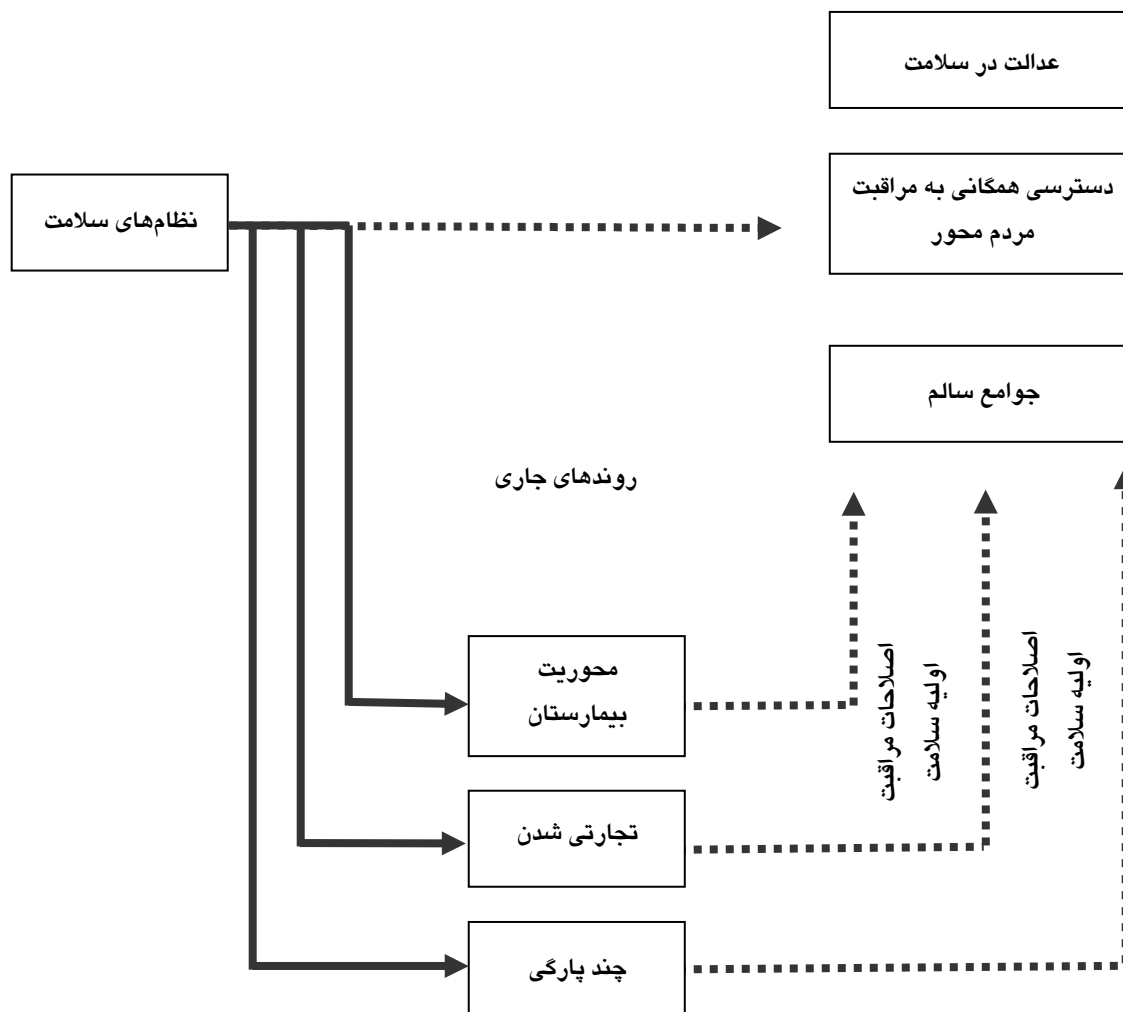 عدالت در سلامت
دسترسی همگانی به مراقبت
مردم محور
نظام‌های سلامت
جوامع سالم
روندهای جاری
محوریت
بیمارستان
اصلاحات مراقبت
اولیه سلامت
اصلاحات مراقبت
اولیه سلامت
تجارتی شدن
چند پارگی